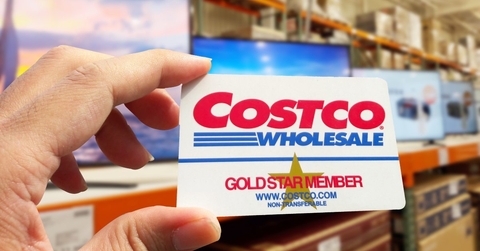 COSTCO
WHOLESALE
GOLD STAR MEMBER
WWW.COSTCO.COM
NON-TRANSFERABLE